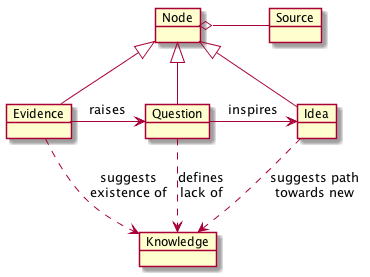 Node
Source
Evidence
raises
Question
inspires
Idea
suggests
existence of
defines
lack of
suggests path
towards new
Knowledge